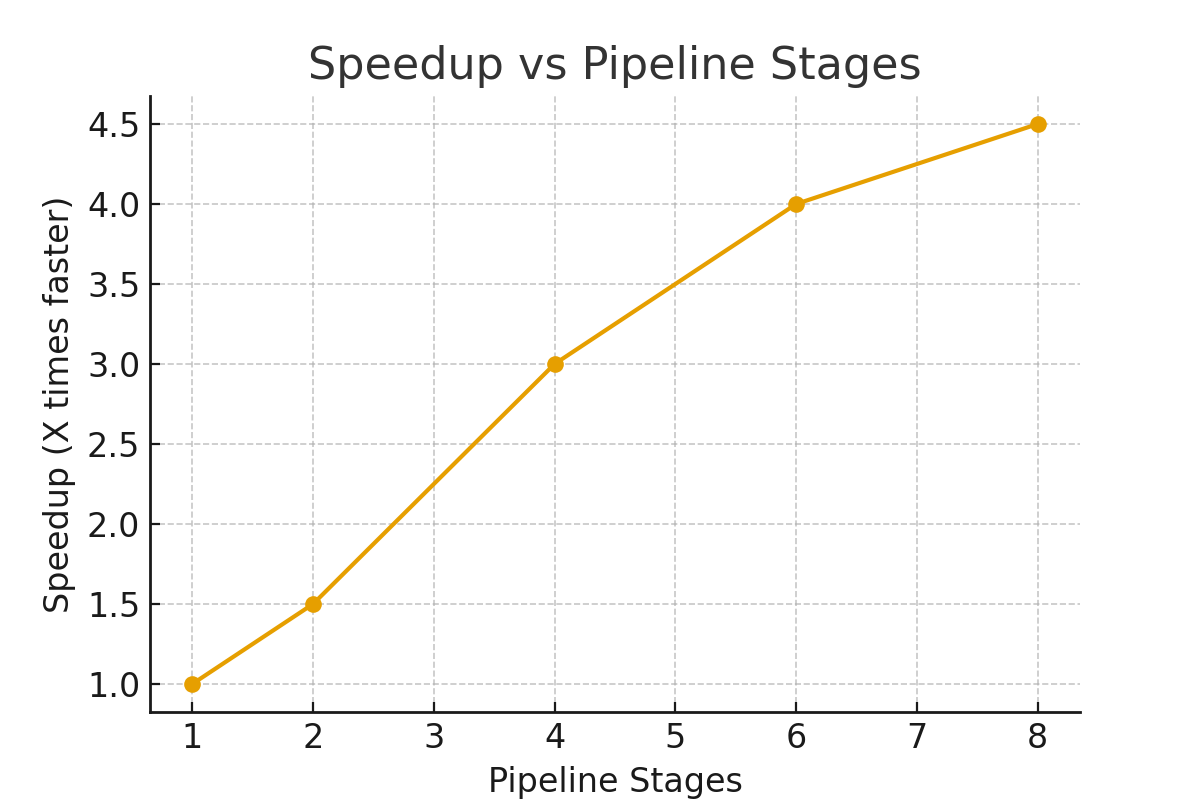 Speedup vs Pipeline Stages
Speedup (X times faster)
4.5
4.0
3.5
3.0
2.5
2.0
1.5
1.0
1 2 3 4 5 6 7 8
Pipeline Stages